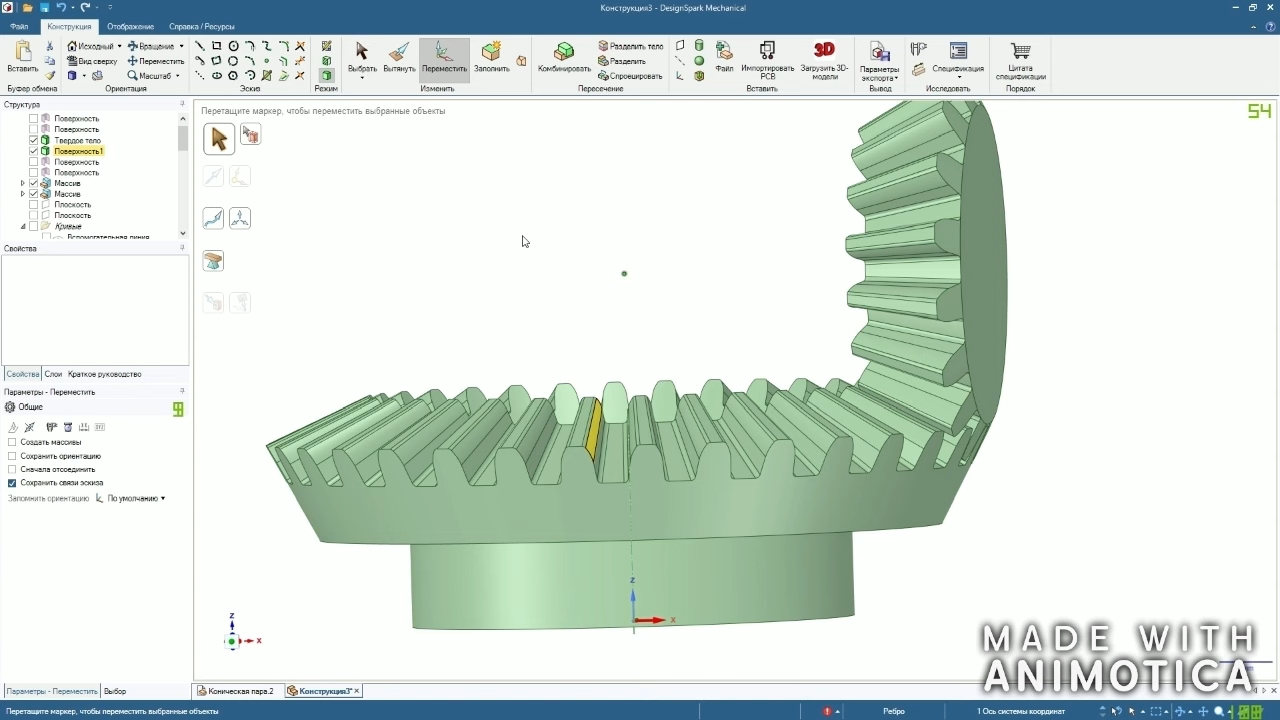 Конструкция3 - DesignSpark Mechanical
Файл
Конструкция
Отображение
Справка / Ресурсы
Вставить
Исходный
Вид сверху
Вращение
Переместить
Масштаб
Выбрать
Вытянуть
Переместить
Заполнить
Комбинировать
Разделить тело
Разделить
Спроецировать
Файл
Импортировать PCB
Загрузить 3D-модели
Параметры экспорта
Спецификация
Цитата спецификации
Буфер обмена
Ориентация
Эскиз
Режим
Изменить
Пересечение
Вставить
Вывод
Исследовать
Порядок
Структура
Поверхность
Поверхность
Твердое тело
Поверхность1
Поверхность
Поверхность
Массив
Массив
Плоскость
Плоскость
Кривые
Вспомогательная линия
Свойства
Свойства
Слои
Краткое руководство
Параметры - Переместить
Общие
Создать массивы
Сохранить ориентацию
Сначала отсоединить
Сохранить связи эскиза
Запомнить ориентацию
По умолчанию
Параметры - Переместить
Выбор
Перетащите маркер, чтобы переместить выбранные объекты
54
9
Z
X
Z
X
MADE WITH
ANIMOTICA
Коническая пара.2
Конструкция3*
Перетащите маркер, чтобы переместить выбранные объекты
Ребро
1 Ось системы координат